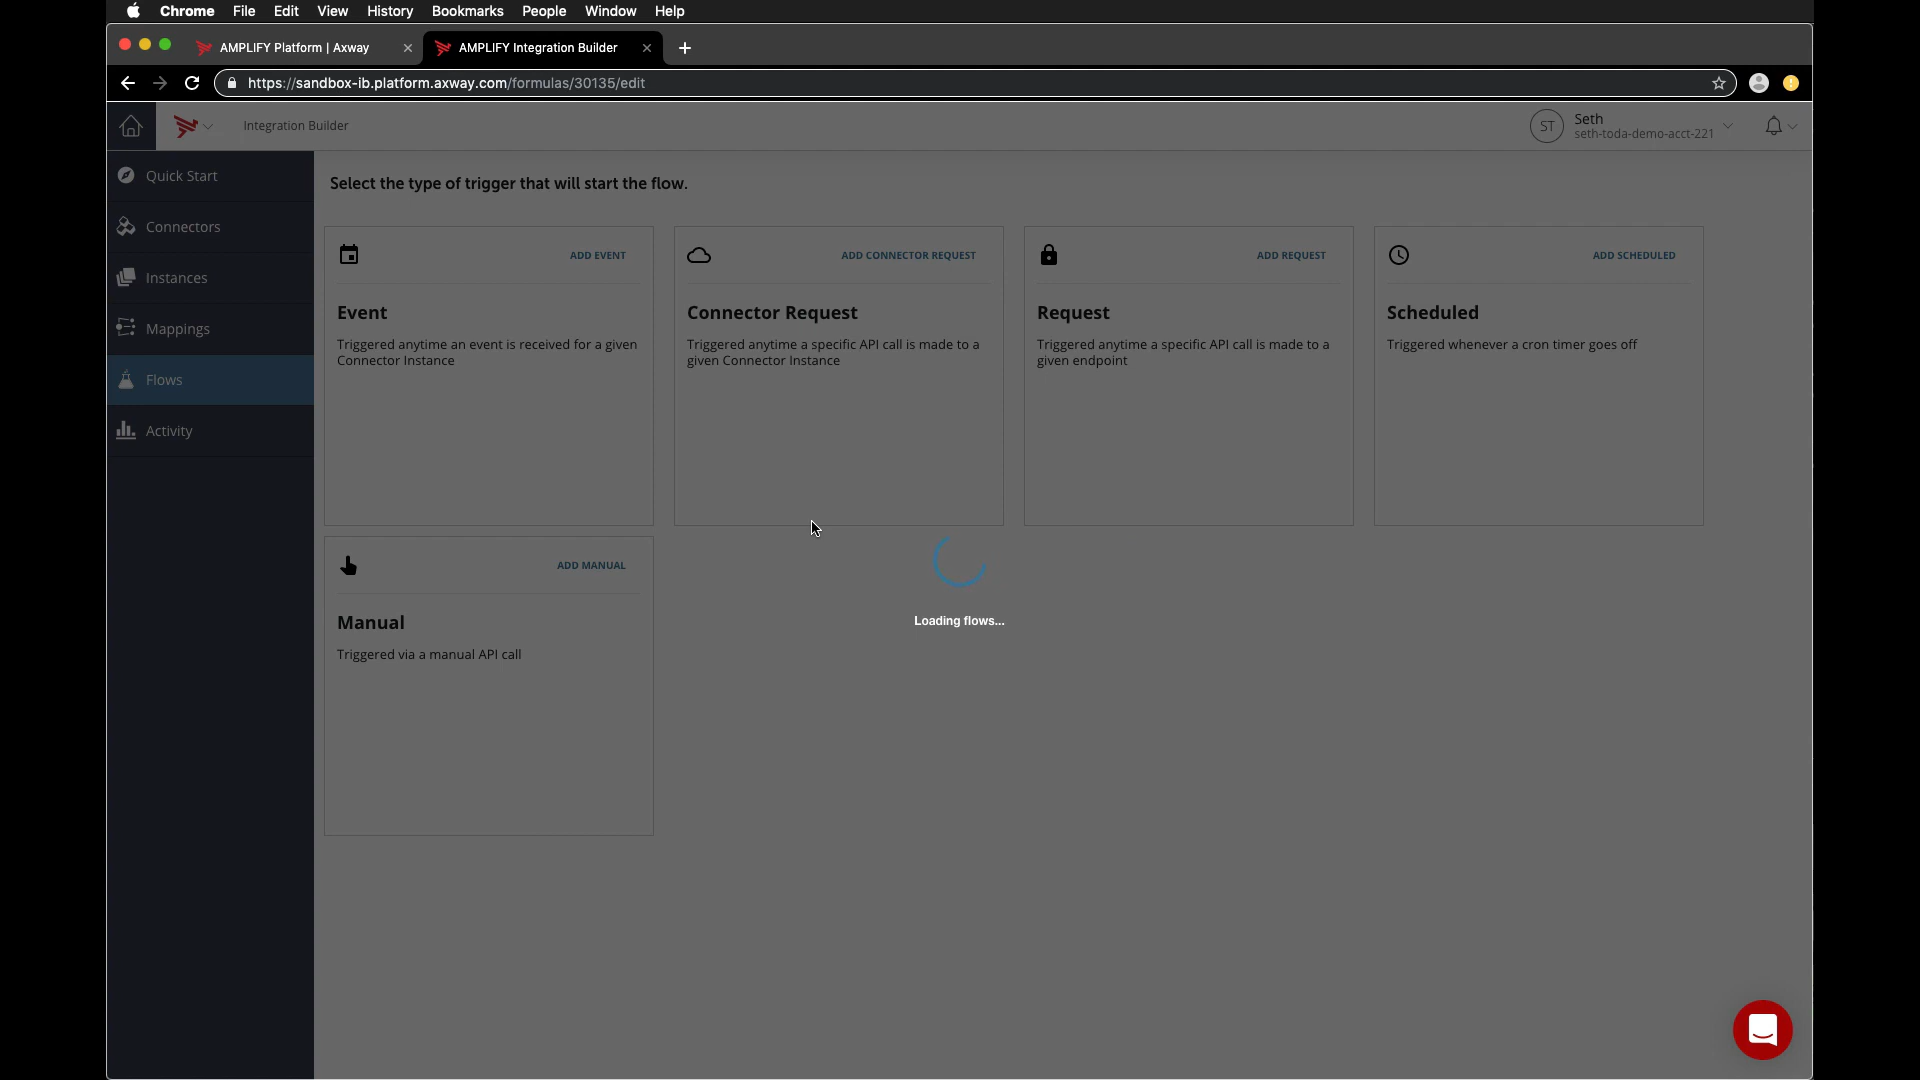 Chrome File Edit View History Bookmarks People Window Help
AMPLIFY Platform | Axway
AMPLIFY Integration Builder
https://sandbox-ib.platform.axway.com/formulas/30135/edit
Integration Builder
ST
Seth
seth-toda-demo-acct-221
Quick Start
Connectors
Instances
Mappings
Flows
Activity
Select the type of trigger that will start the flow.
ADD EVENT
Event
Triggered anytime an event is received for a given
Connector Instance
ADD CONNECTOR REQUEST
Connector Request
Triggered anytime a specific API call is made to a
given Connector Instance
ADD REQUEST
Request
Triggered anytime a specific API call is made to a
given endpoint
ADD SCHEDULED
Scheduled
Triggered whenever a cron timer goes off
ADD MANUAL
Manual
Triggered via a manual API call
Loading flows...